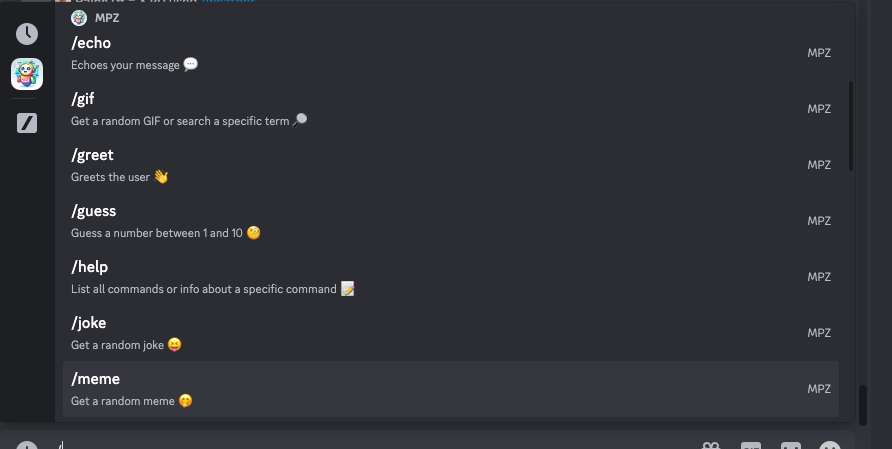 MPZ
/echo
Echoes your message 💬
MPZ
/gif
Get a random GIF or search a specific term 🔎
MPZ
/greet
Greets the user 👋
MPZ
/guess
Guess a number between 1 and 10 🧐
MPZ
/help
List all commands or info about a specific command 📝
MPZ
/joke
Get a random joke 😝
MPZ
/meme
Get a random meme 🤭
MPZ
/